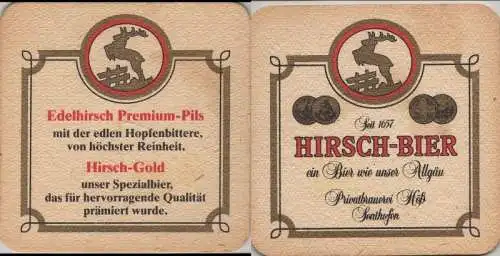 Edelhirsch Premium-Pils
mit der edlen Hopfenbittere,
von höchster Reinheit.
Hirsch-Gold
unser Spezialbier,
das für hervorragende Qualität
prämiert wurde.
Seit 1657
HIRSCH-BIER
ein Bier wie unser Allgäu
Privatbrauerei Höß
Sonthofen